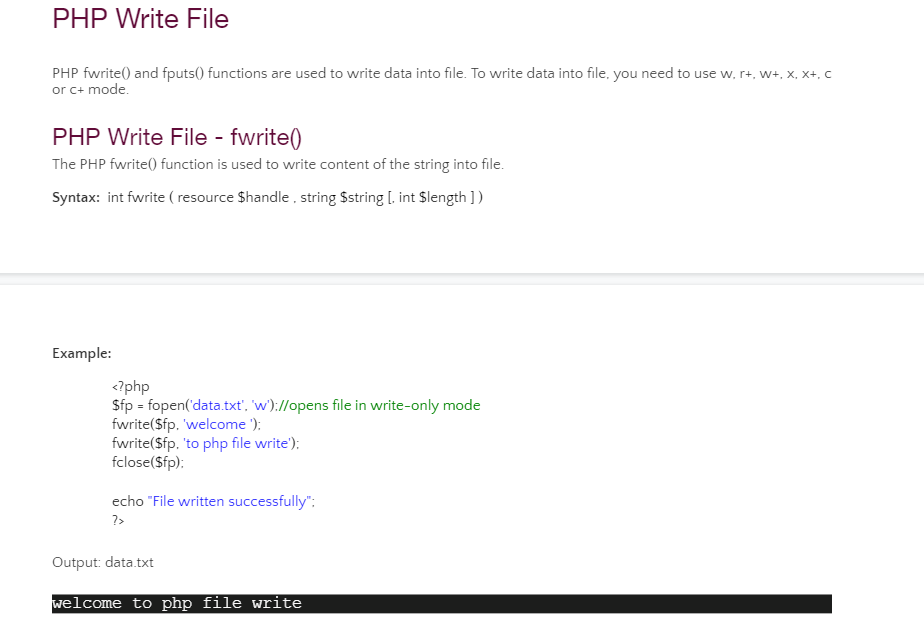 PHP Write File
PHP fwrite() and fputs() functions are used to write data into file. To write data into file, you need to use w, r+, w+, x, x+, c
or c+ mode.
PHP Write File - fwrite()
The PHP fwrite() function is used to write content of the string into file.
Syntax: int fwrite ( resource $handle , string $string [, int $length ] )
Example:
<?php
$fp = fopen('data.txt', 'w');//opens file in write-only mode
fwrite($fp, 'welcome ');
fwrite($fp, 'to php file write');
fclose($fp);
echo "File written successfully";
?>
Output: data.txt
welcome to php file write